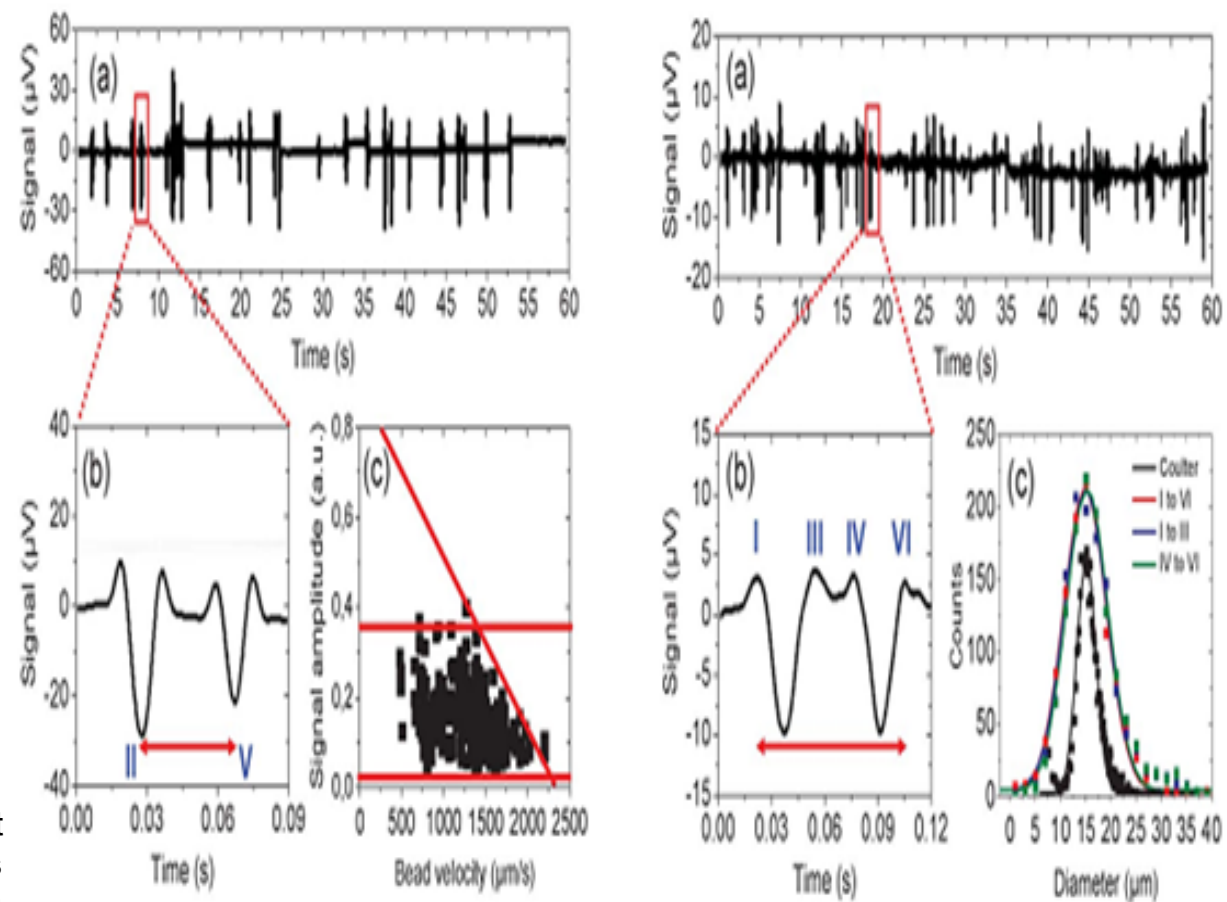 60
30
0
-30
-60
Signal (µV)
(a)
0 5 10 15 20 25 30 35 40 45 50 55 60
Time (s)
40
20
0
-20
-40
Signal (µV)
(b)
II
V
0.00 0.03 0.06 0.09
Time (s)
0,8
0,6
0,4
0,2
0,0
Signal amplitude (a.u.)
(c)
0 500 1000 1500 2000 2500
Bead velocity (µm/s)
t
s
20
10
0
-10
-20
Signal (µV)
(a)
0 5 10 15 20 25 30 35 40 45 50 55 60
Time (s)
15
10
5
0
-5
-10
-15
Signal (µV)
(b)
I III IV VI
0.00 0.03 0.06 0.09 0.12
Time (s)
250
200
150
100
50
0
Counts
(c)
Coulter
I to VI
I to III
IV to VI
0 5 10 15 20 25 30 35 40
Diameter (µm)